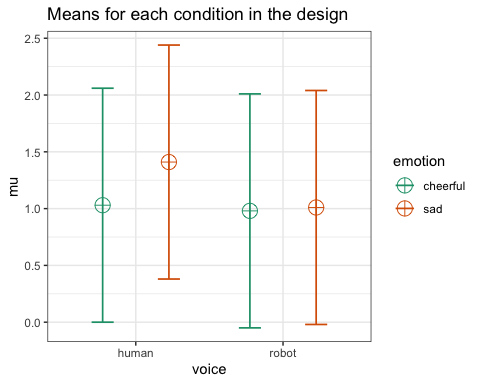 Means for each condition in the design
2.5
2.0
1.5
1.0
0.5
0.0
mu
human
robot
voice
emotion
cheerful
sad